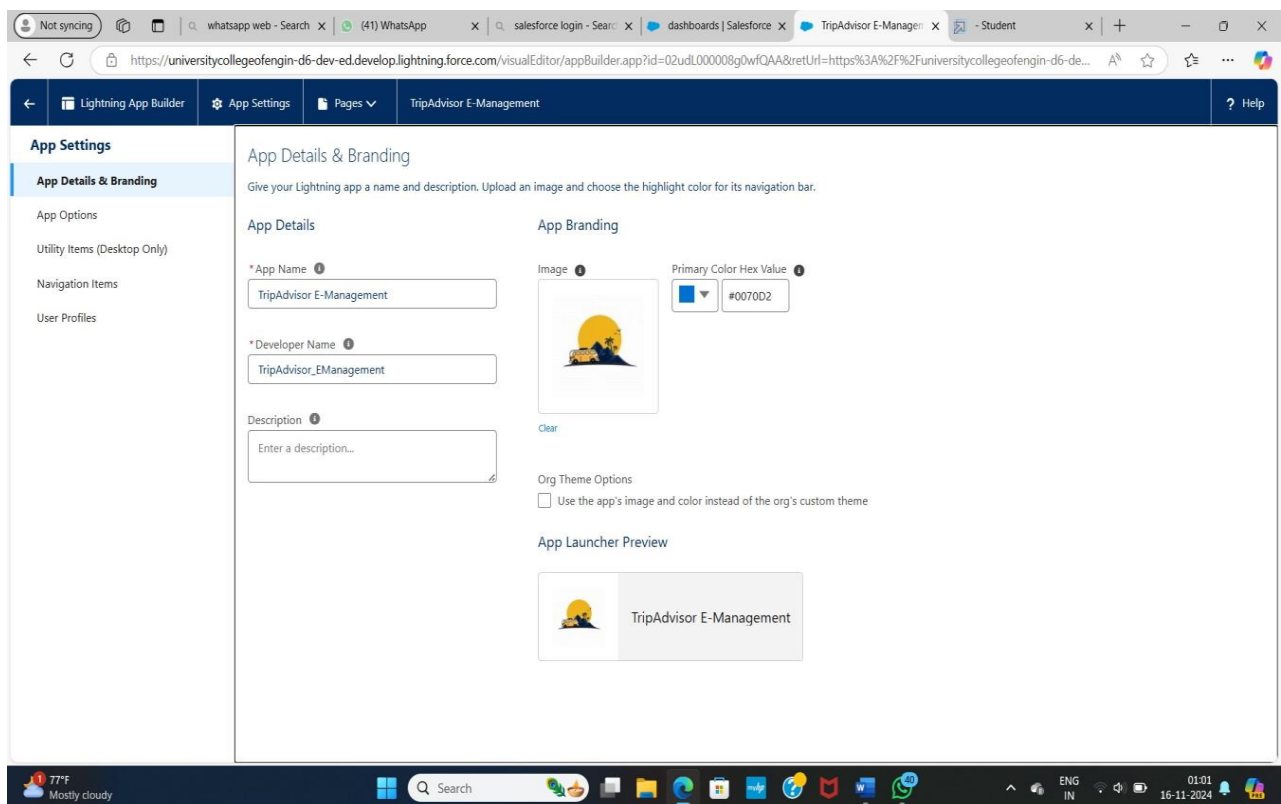 Not syncing
whatsapp web - Search
(41) WhatsApp
salesforce login - Searc
dashboards | Salesforce
TripAdvisor E-Managen
- Student
https://universitycollegeofengin-d6-dev-ed.develop.lightning.force.com/visualEditor/appBuilder.app?id=02udL000008g0wfQAA&retUrl=https%3A%2F%2Funiversitycollegeofengin-d6-de...
Lightning App Builder
App Settings
Pages
TripAdvisor E-Management
? Help
App Settings
App Details & Branding
App Options
Utility Items (Desktop Only)
Navigation Items
User Profiles
App Details & Branding
Give your Lightning app a name and description. Upload an image and choose the highlight color for its navigation bar.
App Details
*App Name
TripAdvisor E-Management
*Developer Name
TripAdvisor_EManagement
Description
Enter a description...
App Branding
Image
Primary Color Hex Value
#0070D2
Clear
Org Theme Options
Use the app's image and color instead of the org's custom theme
App Launcher Preview
TripAdvisor E-Management
1
77°F
Mostly cloudy
Search
40
ENG
IN
01:01
16-11-2024